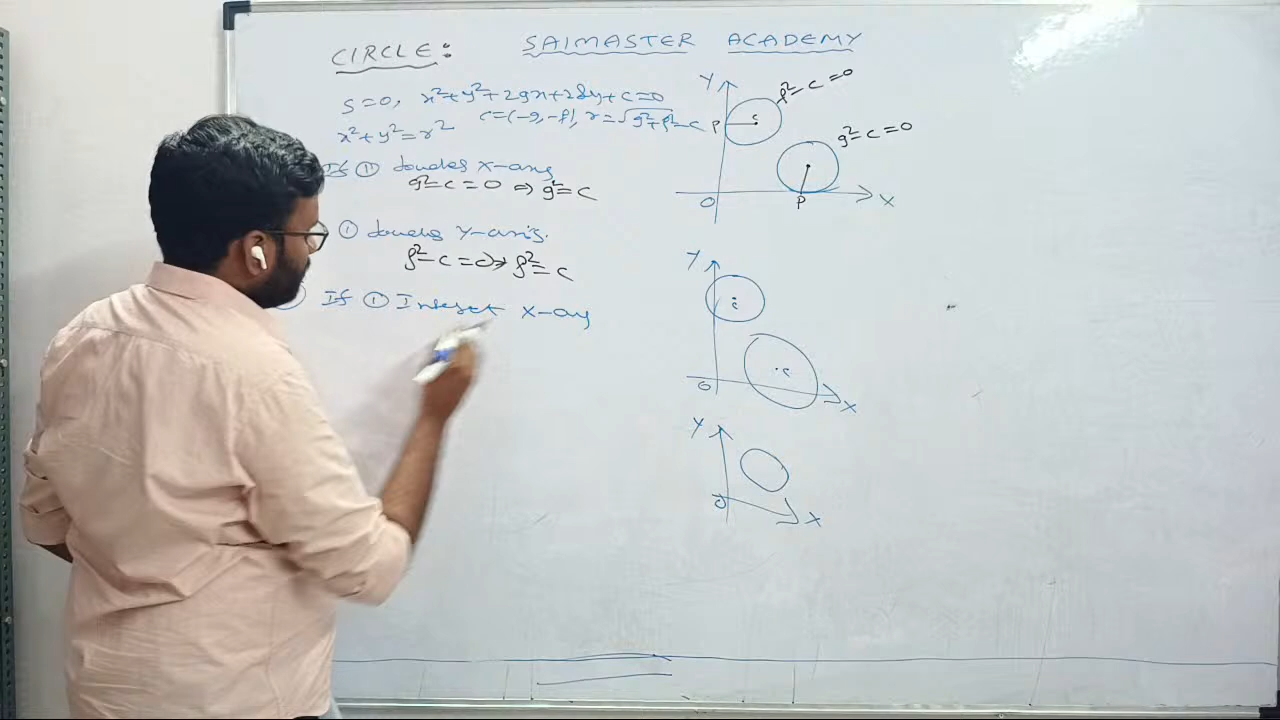 CIRCLE: SAIMASTER ACADEMY
S=0, x²+y²+2gx+2fy+c=0
c=(-g,-f), r=√g²+f²-c
x²+y²=r²
If ① touches X-axis
g²-c=0 ⇒ g²=c
① touches Y-axis.
f²-c=0 ⇒ f²=c
If ① Intersect X-axis
Y
f²-c=0
P
c
g²-c=0
O
P
X
Y
c
c
O
X
Y
O
X